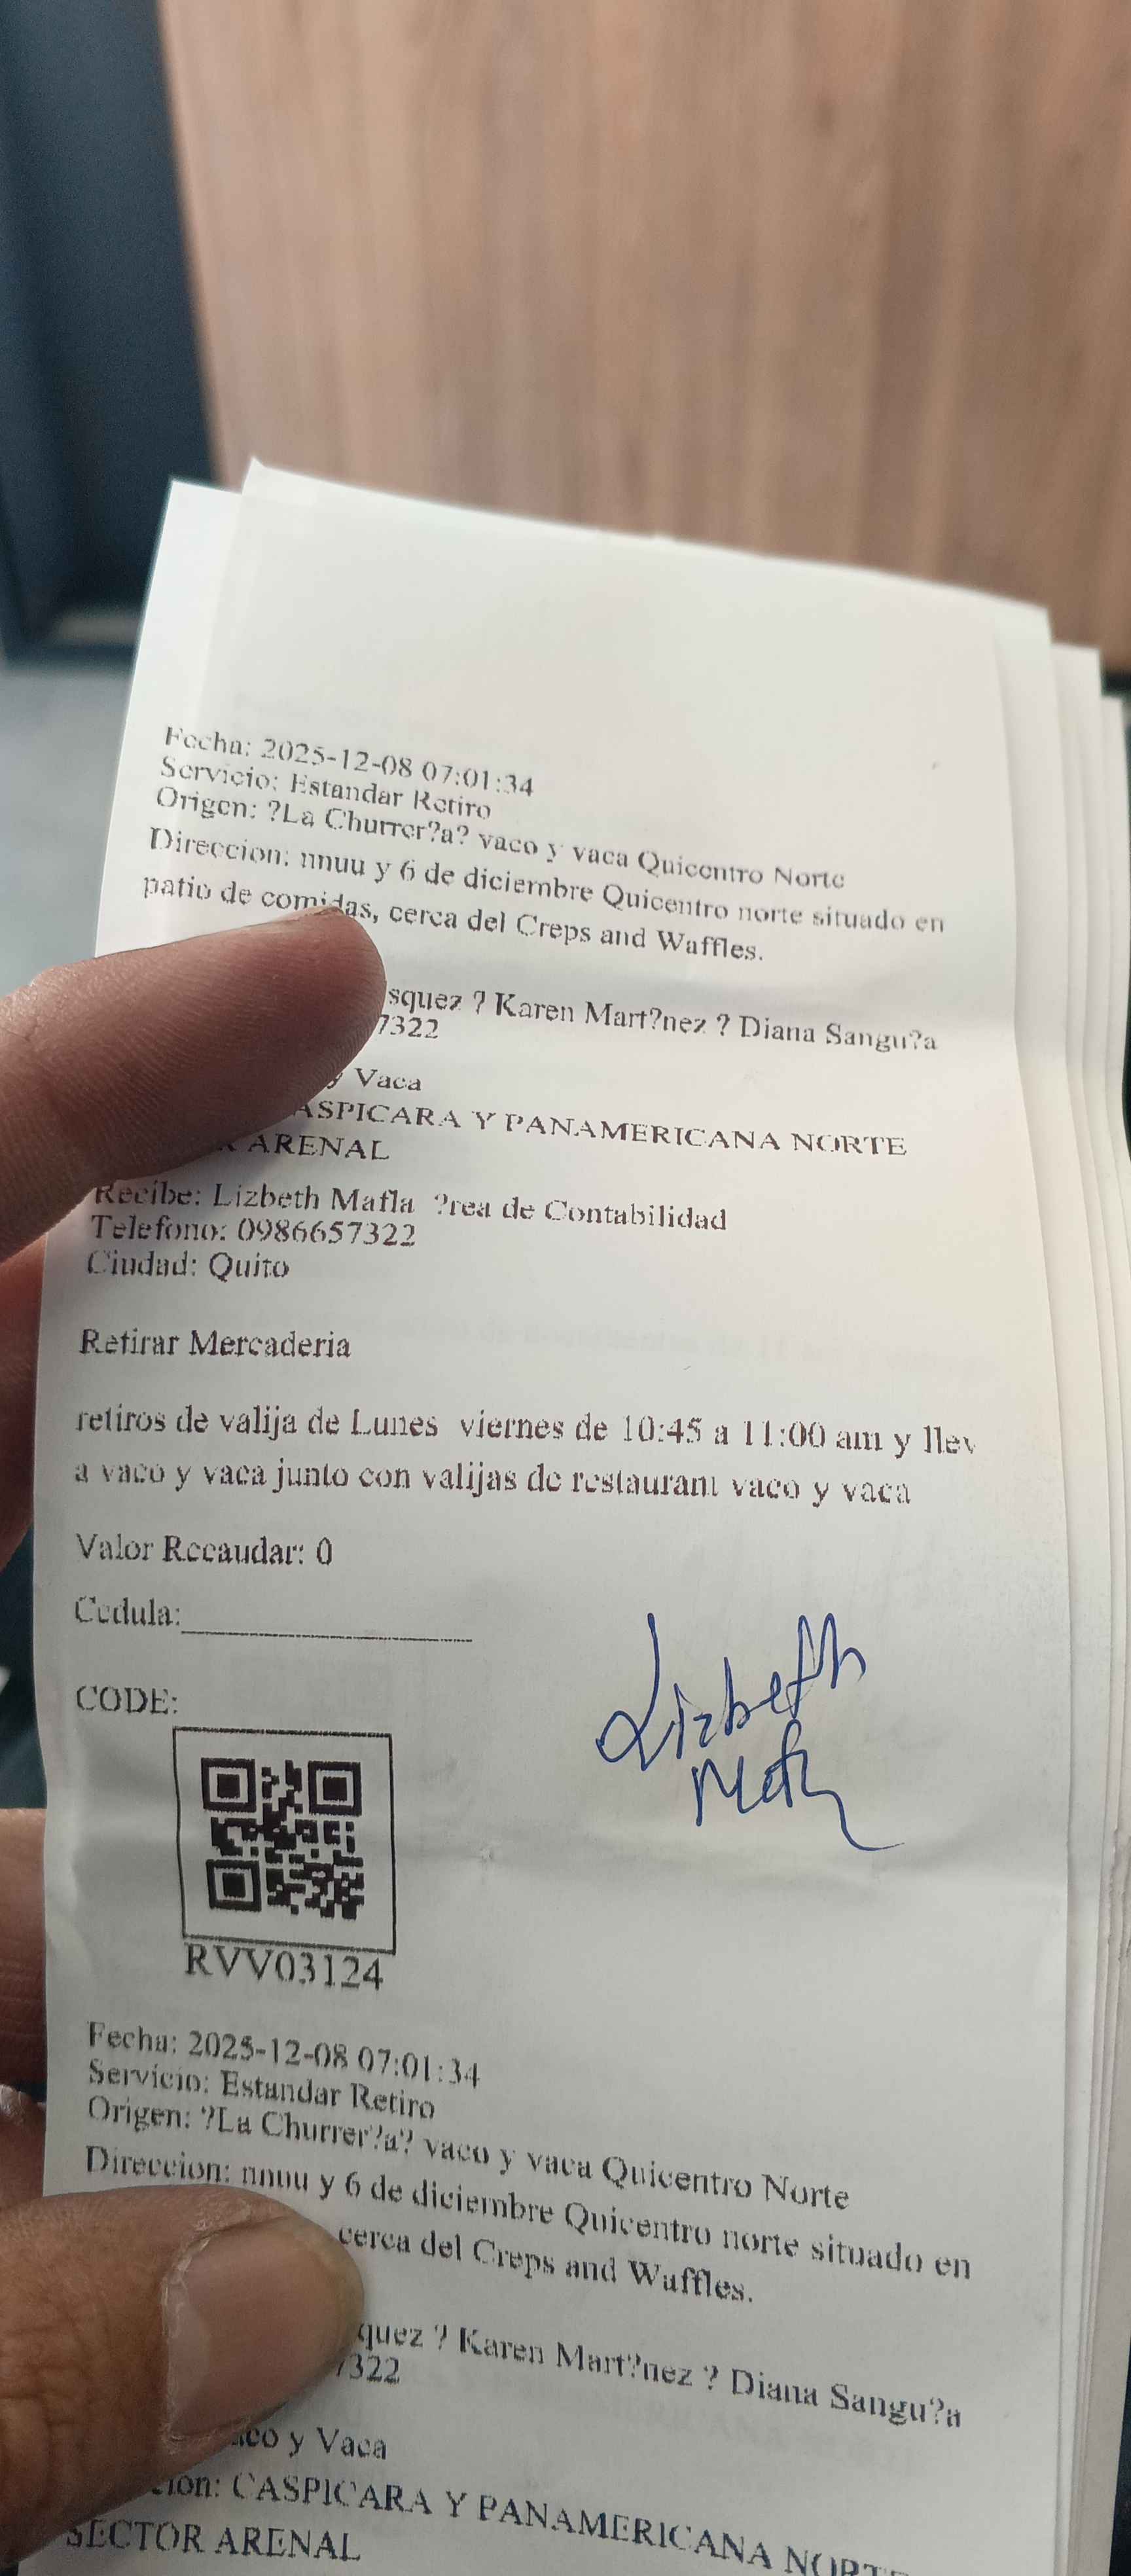 Fecha: 2025-12-08 07:01:34
Servicio: Estandar Retiro
Origen: ?La Churrer?a? vaco y vaca Quicentro Norte
Direccion: nnuu y 6 de diciembre Quicentro norte situado en
patio de comidas, cerca del Creps and Waffles.
squez ? Karen Mart?nez ? Diana Sangu?a
7322
y Vaca
ASPICARA Y PANAMERICANA NORTE
ARENAL
Recibe: Lizbeth Mafla ?rea de Contabilidad
Telefono: 0986657322
Ciudad: Quito
Retirar Mercaderia
retiros de valija de Lunes viernes de 10:45 a 11:00 am y llev
a vaco y vaca junto con valijas de restaurant vaco y vaca
Valor Recaudar: 0
Cedula:
Lizbeth
Mafla
CODE:
RVV03124
Fecha: 2025-12-08 07:01:34
Servicio: Estandar Retiro
Origen: ?La Churrer?a? vaco y vaca Quicentro Norte
Direccion: nnuu y 6 de diciembre Quicentro norte situado en
cerca del Creps and Waffles.
quez ? Karen Mart?nez ? Diana Sangu?a
7322
aco y Vaca
cion: CASPICARA Y PANAMERICANA NORTE
SECTOR ARENAL